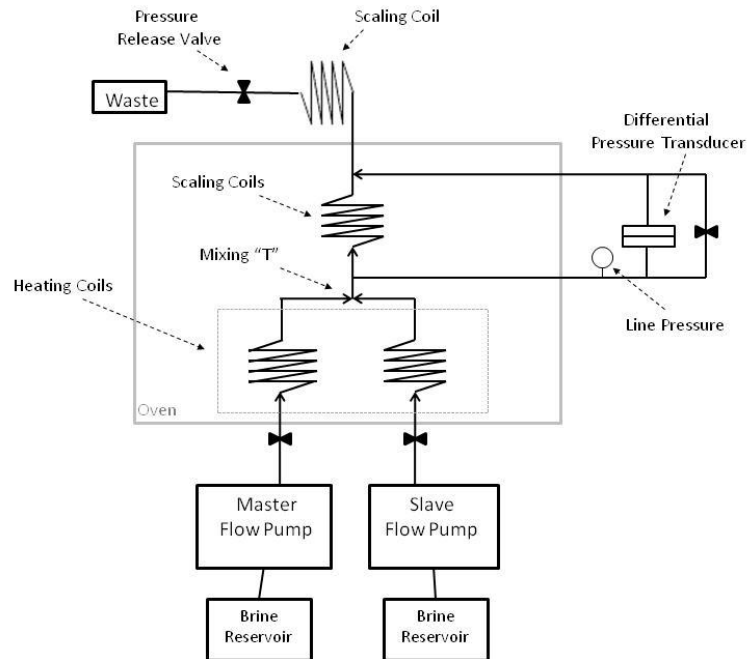 Pressure
Release Valve
Scaling Coil
Waste
Differential
Pressure Transducer
Scaling Coils
Mixing “T”
Heating Coils
Line Pressure
Oven
Master
Flow Pump
Slave
Flow Pump
Brine
Reservoir
Brine
Reservoir